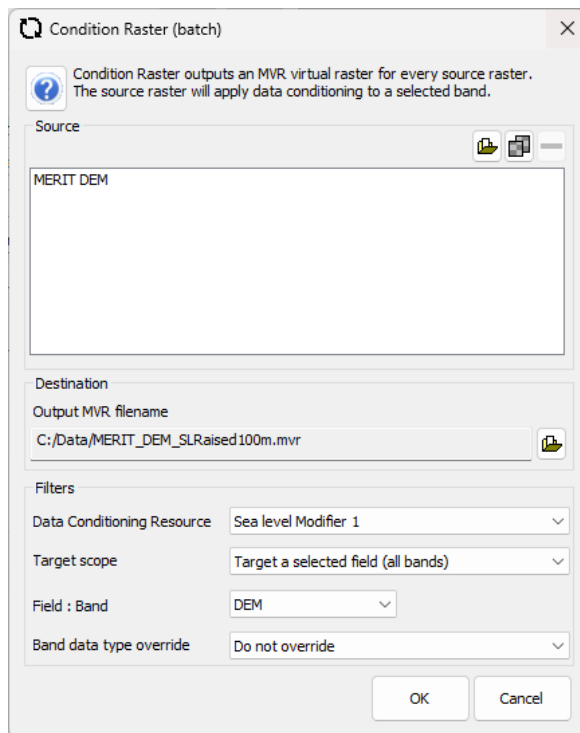 Condition Raster (batch)
Condition Raster outputs an MVR virtual raster for every source raster.
The source raster will apply data conditioning to a selected band.
Source
MERIT DEM
Destination
Output MVR filename
C:/Data/MERIT_DEM_SLRaised100m.mvr
Filters
Data Conditioning Resource Sea level Modifier 1
Target scope Target a selected field (all bands)
Field : Band DEM
Band data type override Do not override
OK Cancel